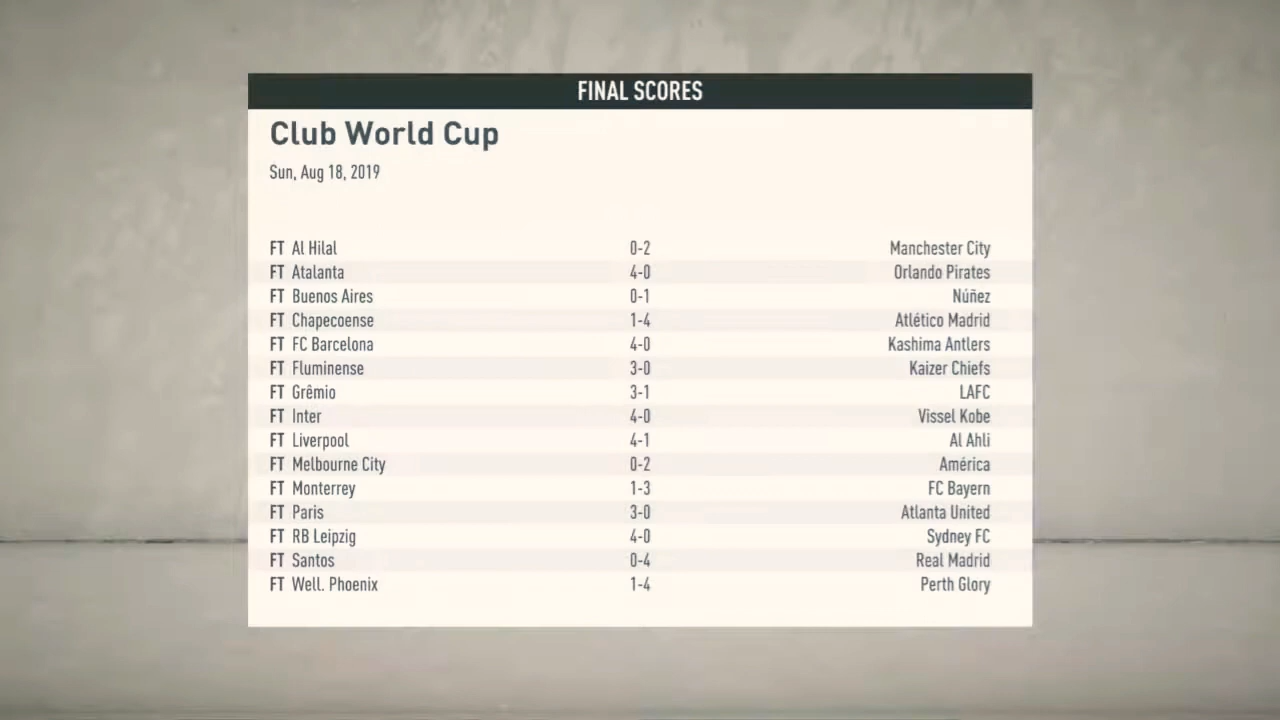 FINAL SCORES
Club World Cup
Sun, Aug 18, 2019
FT Al Hilal 0-2 Manchester City
FT Atalanta 4-0 Orlando Pirates
FT Buenos Aires 0-1 Núñez
FT Chapecoense 1-4 Atlético Madrid
FT FC Barcelona 4-0 Kashima Antlers
FT Fluminense 3-0 Kaizer Chiefs
FT Grêmio 3-1 LAFC
FT Inter 4-0 Vissel Kobe
FT Liverpool 4-1 Al Ahli
FT Melbourne City 0-2 América
FT Monterrey 1-3 FC Bayern
FT Paris 3-0 Atlanta United
FT RB Leipzig 4-0 Sydney FC
FT Santos 0-4 Real Madrid
FT Well. Phoenix 1-4 Perth Glory